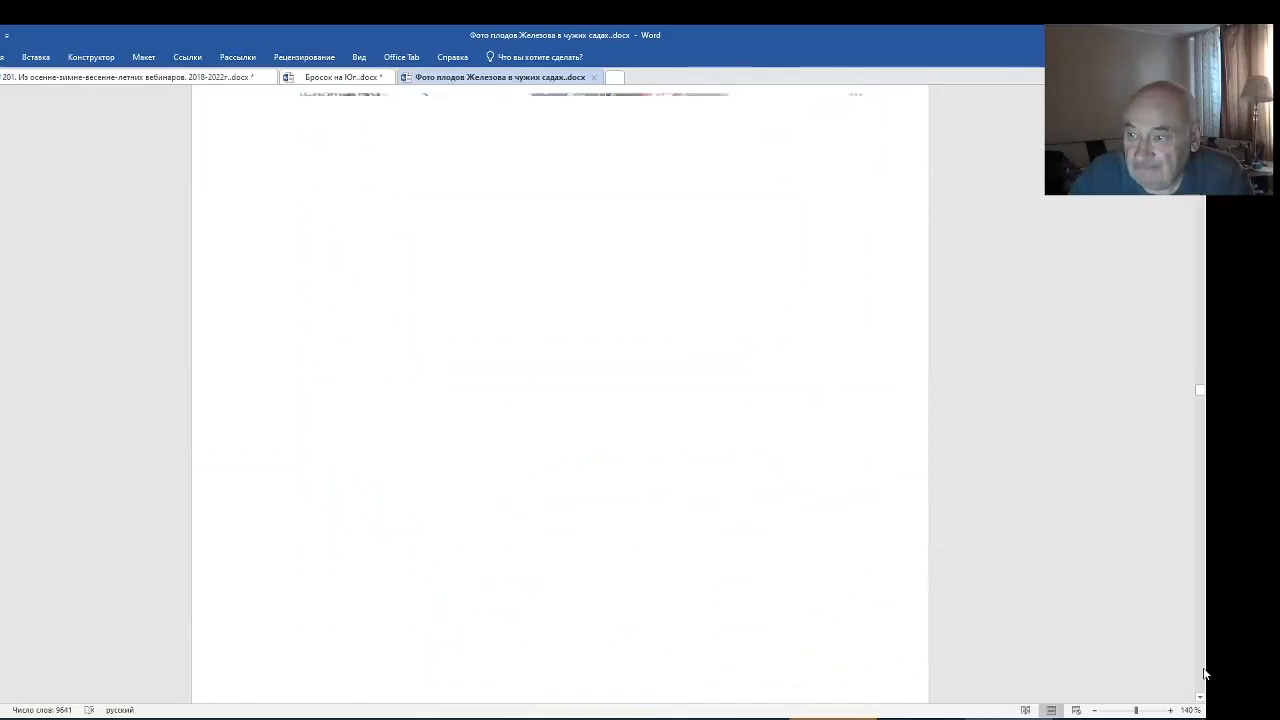 Фото плодов Железова в чужих садах..docx - Word
Вставка Конструктор Макет Ссылки Рассылки Рецензирование Вид Office Tab Справка Что вы хотите сделать?
201. Из осенне-зимне-весенне-летних вебинаров. 2018-2022г..docx * Бросок на Юг..docx * Фото плодов Железова в чужих садах..docx
Число слов: 9641 русский 140 %